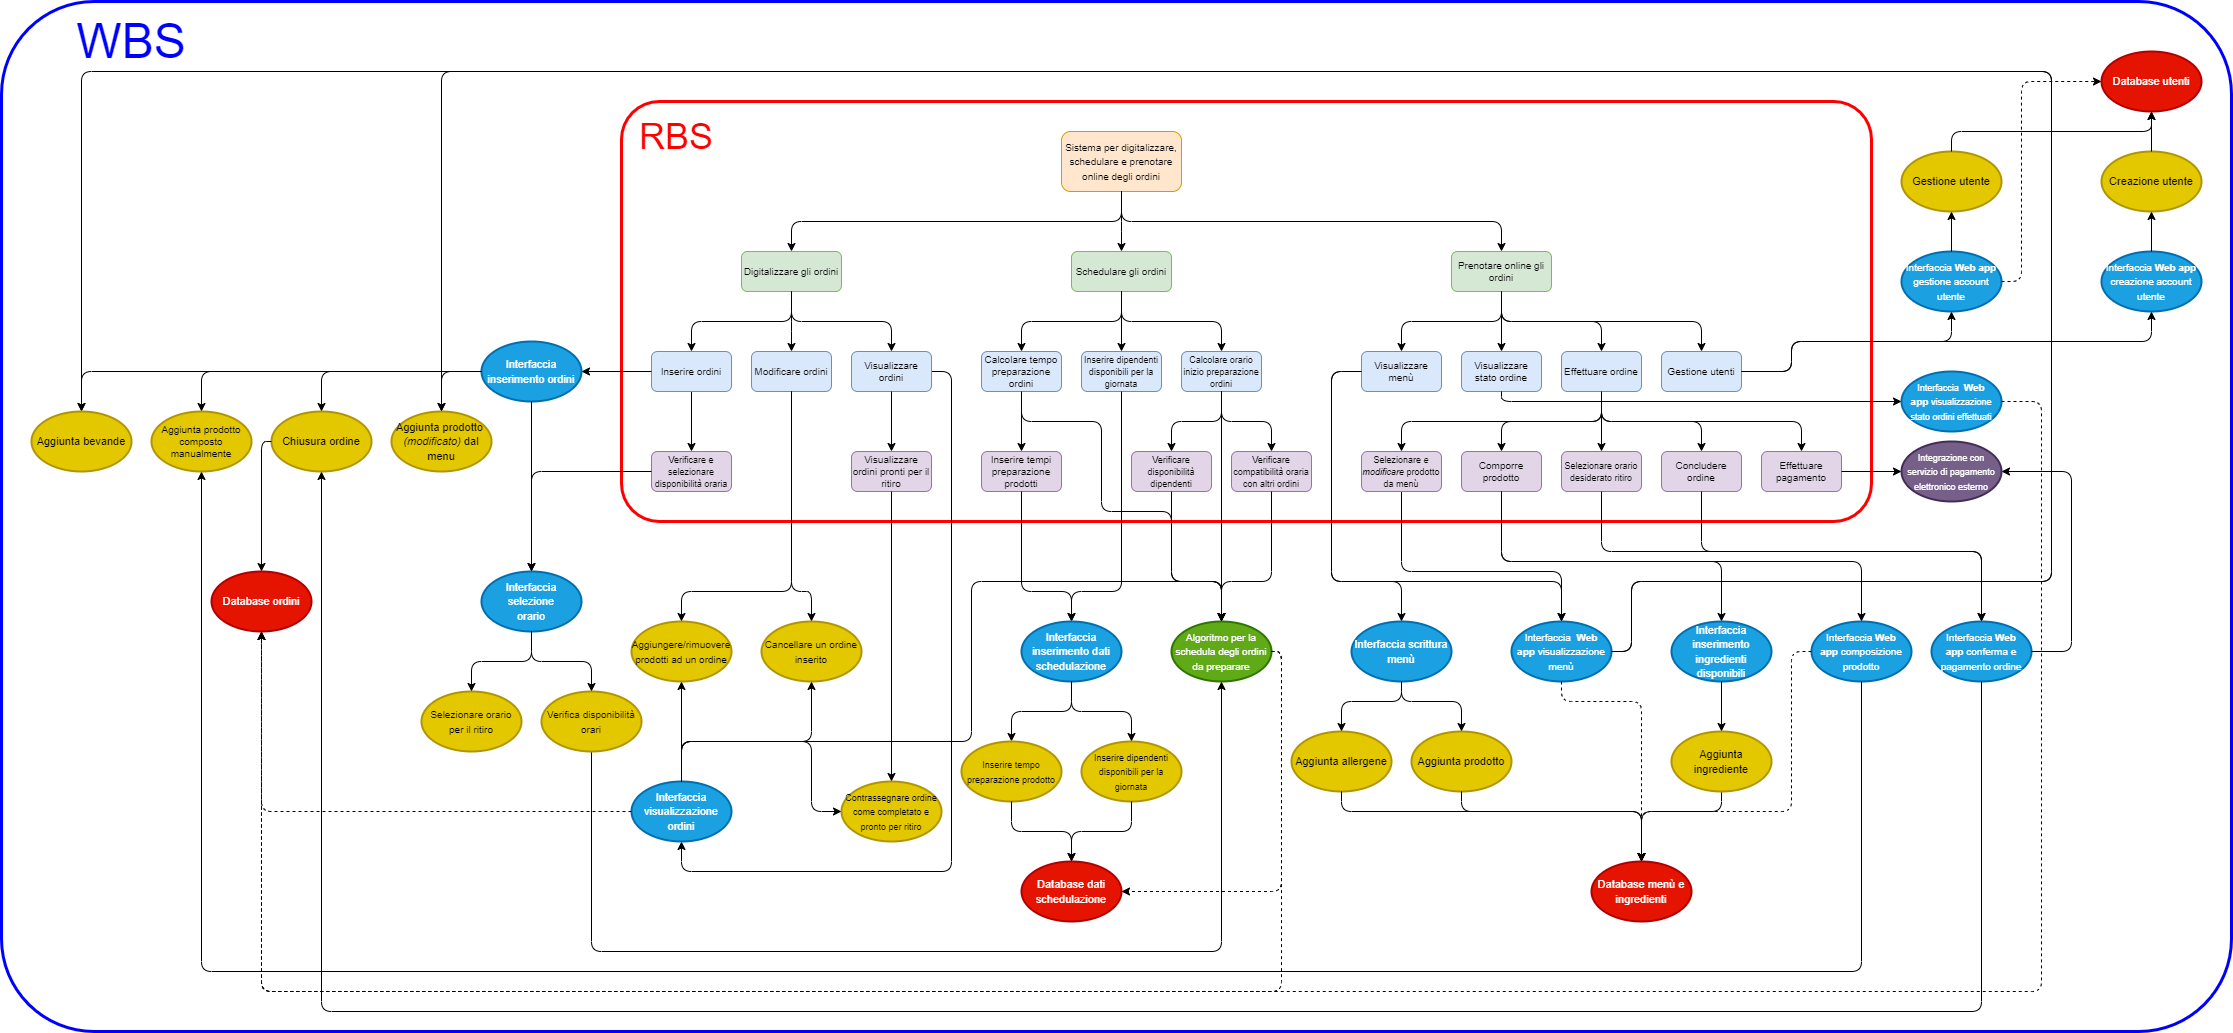 WBS
RBS
Database utenti
Sistema per digitalizzare,
schedulare e prenotare
online degli ordini
Gestione utente
Creazione utente
Digitalizzare gli ordini
Schedulare gli ordini
Prenotare online gli
ordini
Interfaccia Web app
gestione account
utente
Interfaccia Web app
creazione account
utente
Interfaccia
inserimento ordini
Inserire ordini
Modificare ordini
Visualizzare
ordini
Calcolare tempo
preparazione
ordini
Inserire dipendenti
disponibili per la
giornata
Calcolare orario
inizio preparazione
ordini
Visualizzare
menù
Visualizzare
stato ordine
Effettuare ordine
Gestione utenti
Interfaccia Web
app visualizzazione
stato ordini effettuati
Aggiunta bevande
Aggiunta prodotto
composto
manualmente
Chiusura ordine
Aggiunta prodotto
(modificato) dal
menu
Verificare e
selezionare
disponibilità oraria
Visualizzare
ordini pronti per il
ritiro
Inserire tempi
preparazione
prodotti
Verificare
disponibilità
dipendenti
Verificare
compatibilità oraria
con altri ordini
Selezionare e
modificare prodotto
da menù
Comporre
prodotto
Selezionare orario
desiderato ritiro
Concludere
ordine
Effettuare
pagamento
Integrazione con
servizio di pagamento
elettronico esterno
Database ordini
Interfaccia
selezione
orario
Aggiungere/rimuovere
prodotti ad un ordine
Cancellare un ordine
inserito
Interfaccia
inserimento dati
schedulazione
Algoritmo per la
schedula degli ordini
da preparare
Interfaccia scrittura
menù
Interfaccia Web
app visualizzazione
menù
Interfaccia
inserimento
ingredienti
disponibili
Interfaccia Web
app composizione
prodotto
Interfaccia Web
app conferma e
pagamento ordine
Selezionare orario
per il ritiro
Verifica disponibilità
orari
Inserire tempo
preparazione prodotto
Inserire dipendenti
disponibili per la
giornata
Aggiunta allergene
Aggiunta prodotto
Aggiunta
ingrediente
Interfaccia
visualizzazione
ordini
Contrassegnare ordine
come completato e
pronto per ritiro
Database dati
schedulazione
Database menù e
ingredienti